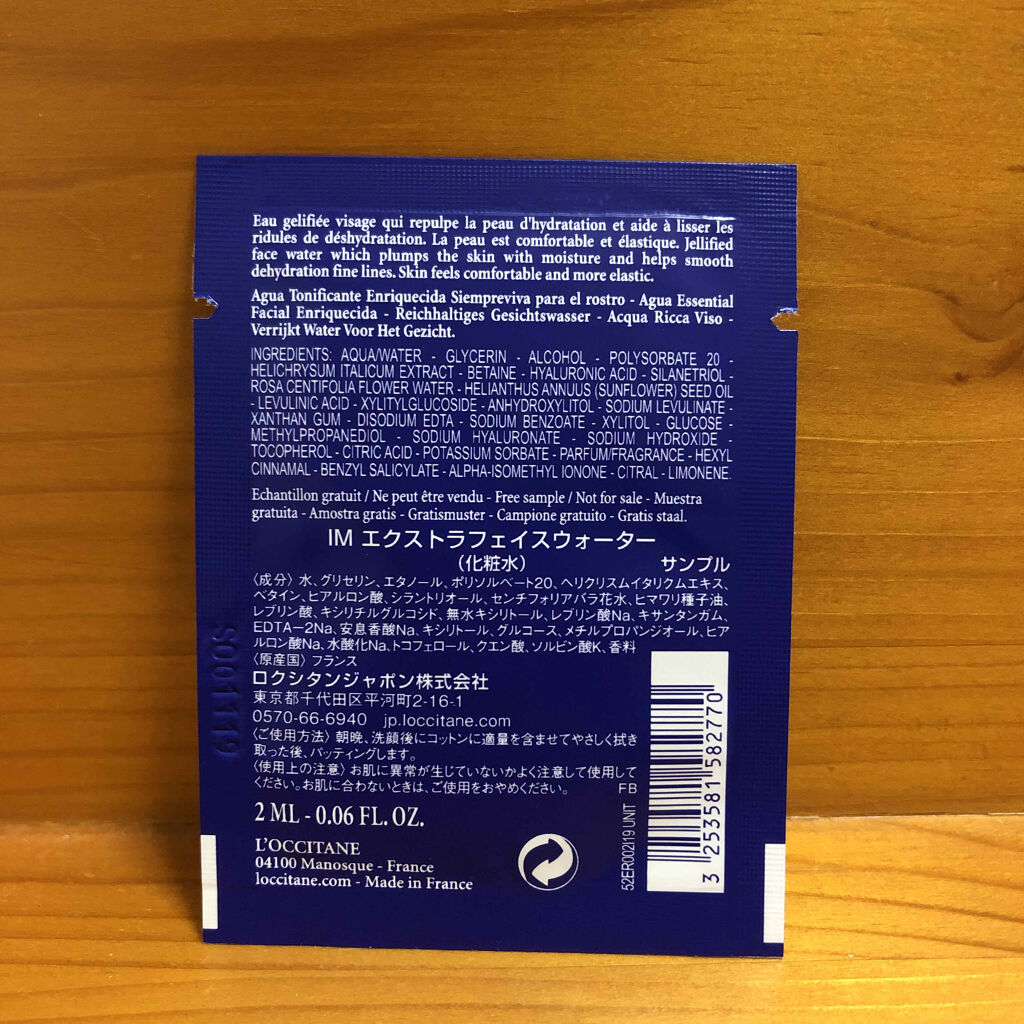 Eau gelifiée visage qui repulpe la peau d'hydratation et aide à lisser les
ridules de déshydratation. La peau est comfortable et élastique. Jellified
face water which plumps the skin with moisture and helps smooth
dehydration fine lines. Skin feels comfortable and more elastic.
Agua Tonificante Enriquecida Siempreviva para el rostro - Agua Essential
Facial Enriquecida - Reichhaltiges Gesichtswasser - Acqua Ricca Viso -
Verrijkt Water Voor Het Gezicht.
INGREDIENTS: AQUA/WATER - GLYCERIN - ALCOHOL - POLYSORBATE 20 -
HELICHRYSUM ITALICUM EXTRACT - BETAINE - HYALURONIC ACID - SILANETRIOL -
ROSA CENTIFOLIA FLOWER WATER - HELIANTHUS ANNUUS (SUNFLOWER) SEED OIL
- LEVULINIC ACID - XYLITYLGLUCOSIDE - ANHYDROXYLITOL - SODIUM LEVULINATE -
XANTHAN GUM - DISODIUM EDTA - SODIUM BENZOATE - XYLITOL - GLUCOSE -
METHYLPROPANEDIOL - SODIUM HYALURONATE - SODIUM HYDROXIDE -
TOCOPHEROL - CITRIC ACID - POTASSIUM SORBATE - PARFUM/FRAGRANCE - HEXYL
CINNAMAL - BENZYL SALICYLATE - ALPHA-ISOMETHYL IONONE - CITRAL - LIMONENE.
Echantillon gratuit / Ne peut être vendu - Free sample / Not for sale - Muestra
gratuita - Amostra gratis - Gratismuster - Campione gratuito - Gratis staal.
IM エクストラフェイスウォーター
(化粧水) サンプル
〈成分〉水、グリセリン、エタノール、ポリソルベート20、ヘリクリスムイタリクムエキス、
ベタイン、ヒアルロン酸、シラントリオール、センチフォリアバラ花水、ヒマワリ種子油、
レブリン酸、キシリチルグルコシド、無水キシリトール、レブリン酸Na、キサンタンガム、
EDTA－2Na、安息香酸Na、キシリトール、グルコース、メチルプロパンジオール、ヒア
ルロン酸Na、水酸化Na、トコフェロール、クエン酸、ソルビン酸K、香料
〈原産国〉フランス
ロクシタンジャポン株式会社
東京都千代田区平河町2-16-1
0570-66-6940 jp.loccitane.com
〈ご使用方法〉朝晩、洗顔後にコットンに適量を含ませてやさしく拭き
取った後、パッティングします。
〈使用上の注意〉お肌に異常が生じていないかよく注意して使用して
ください。お肌に合わないときは、ご使用をおやめください。 FB
2 ML - 0.06 FL. OZ.
L'OCCITANE
04100 Manosque - France
loccitane.com - Made in France
52ER002I19 UNIT
3 253581 582770
S001119